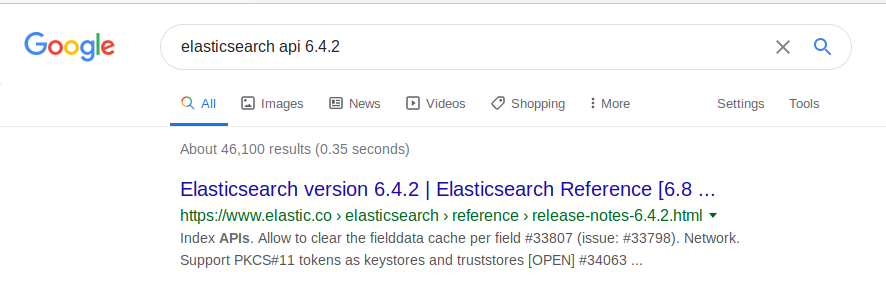 Google
elasticsearch api 6.4.2
All Images News Videos Shopping More Settings Tools
About 46,100 results (0.35 seconds)
Elasticsearch version 6.4.2 | Elasticsearch Reference [6.8 ...
https://www.elastic.co › elasticsearch › reference › release-notes-6.4.2.html
Index APIs. Allow to clear the fielddata cache per field #33807 (issue: #33798). Network.
Support PKCS#11 tokens as keystores and truststores [OPEN] #34063 ...